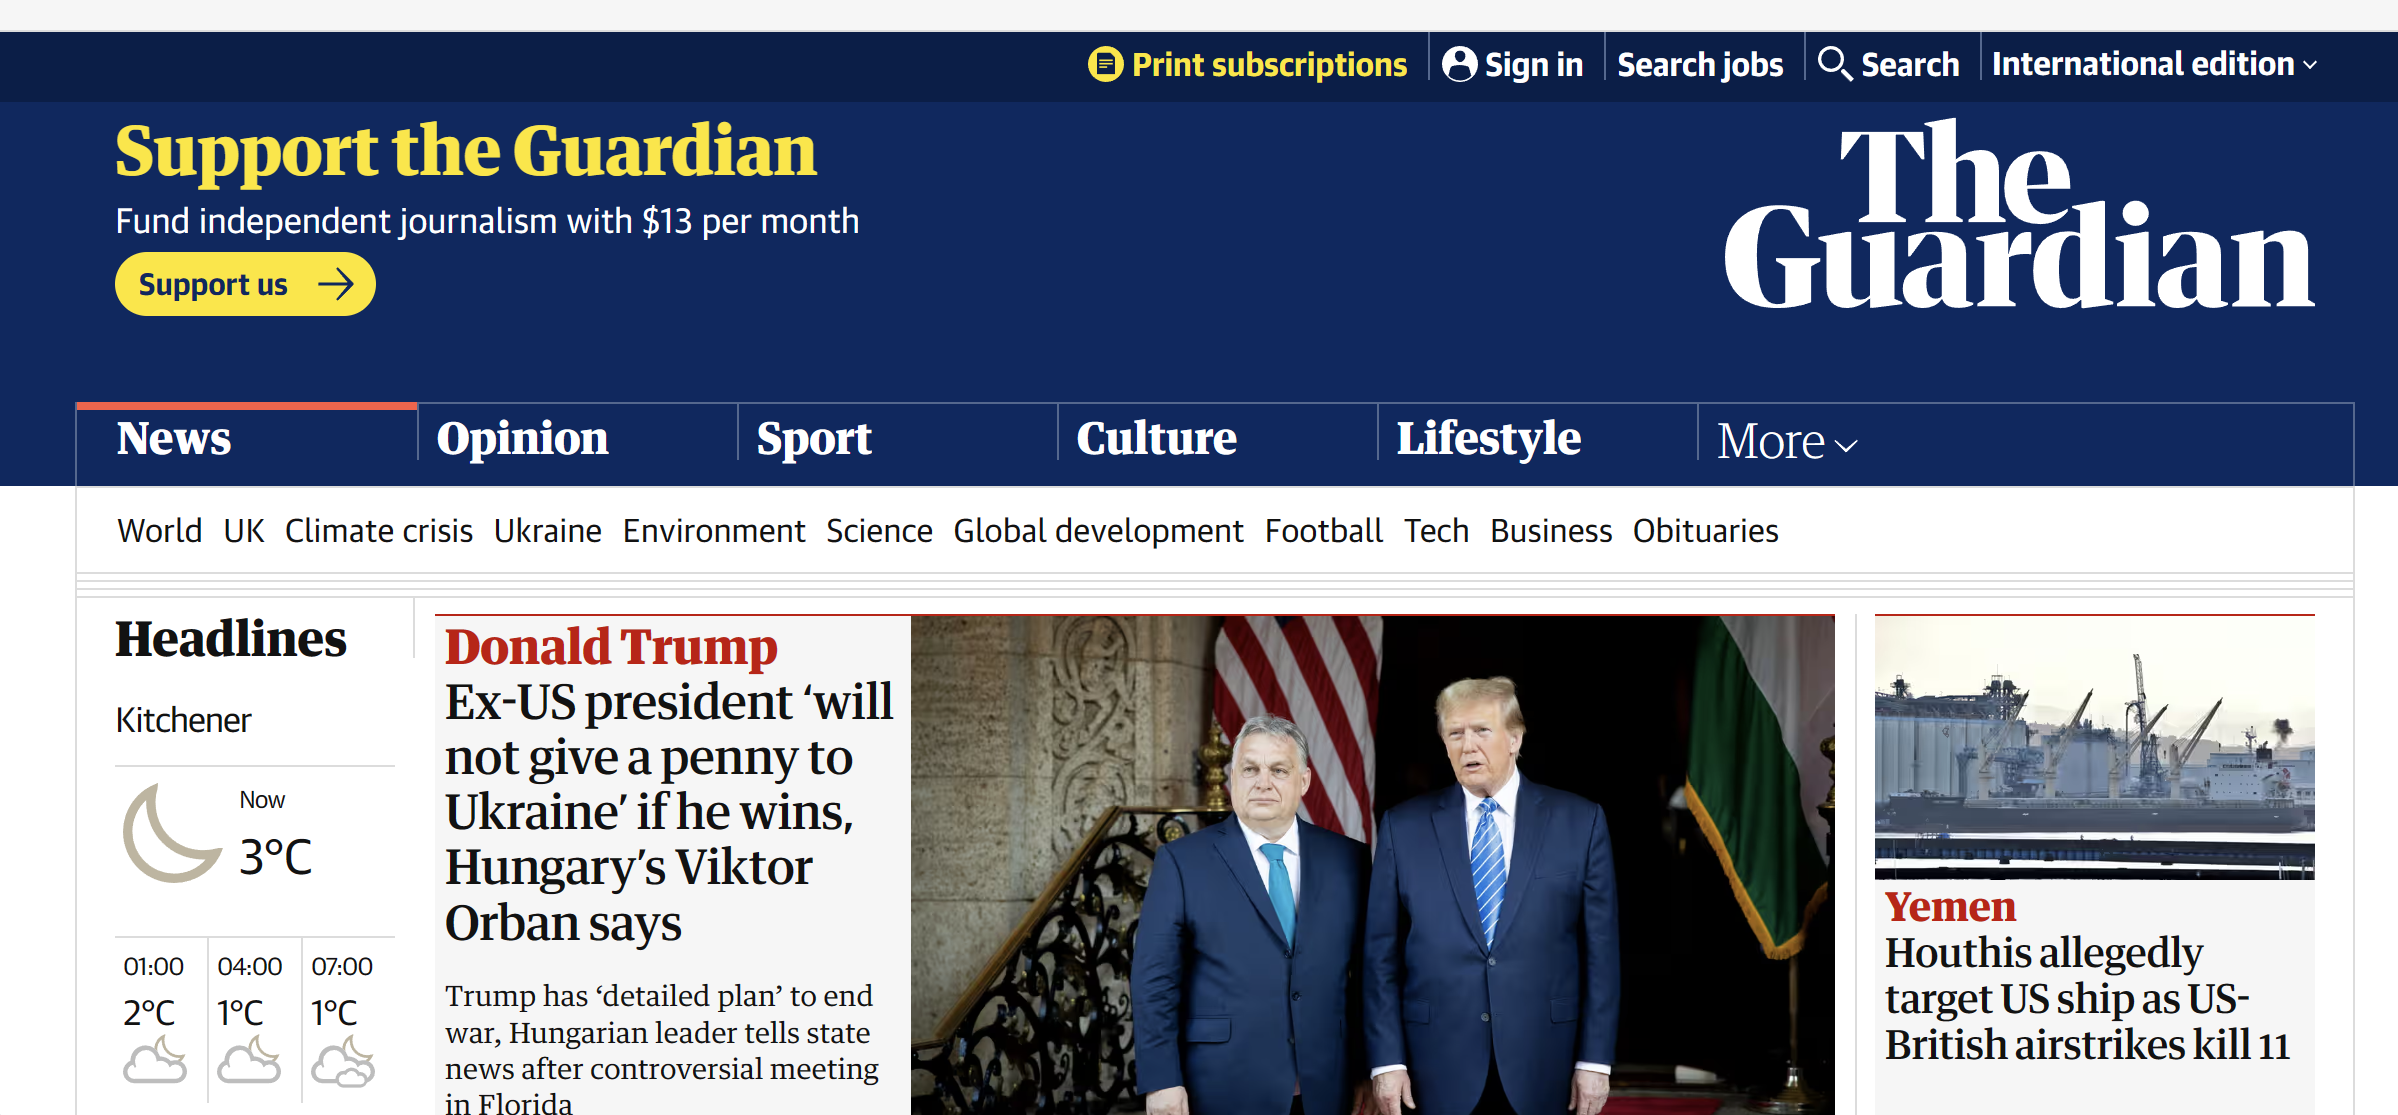 Print subscriptions
Sign in
Search jobs
Search
International edition
Support the Guardian
Fund independent journalism with $13 per month
Support us
The
Guardian
News
Opinion
Sport
Culture
Lifestyle
More
World UK Climate crisis Ukraine Environment Science Global development Football Tech Business Obituaries
Headlines
Kitchener
Now
3°C
01:00 04:00 07:00
2°C 1°C 1°C
Donald Trump
Ex-US president ‘will
not give a penny to
Ukraine’ if he wins,
Hungary’s Viktor
Orban says
Trump has ‘detailed plan’ to end
war, Hungarian leader tells state
news after controversial meeting
in Florida
Yemen
Houthis allegedly
target US ship as US-
British airstrikes kill 11